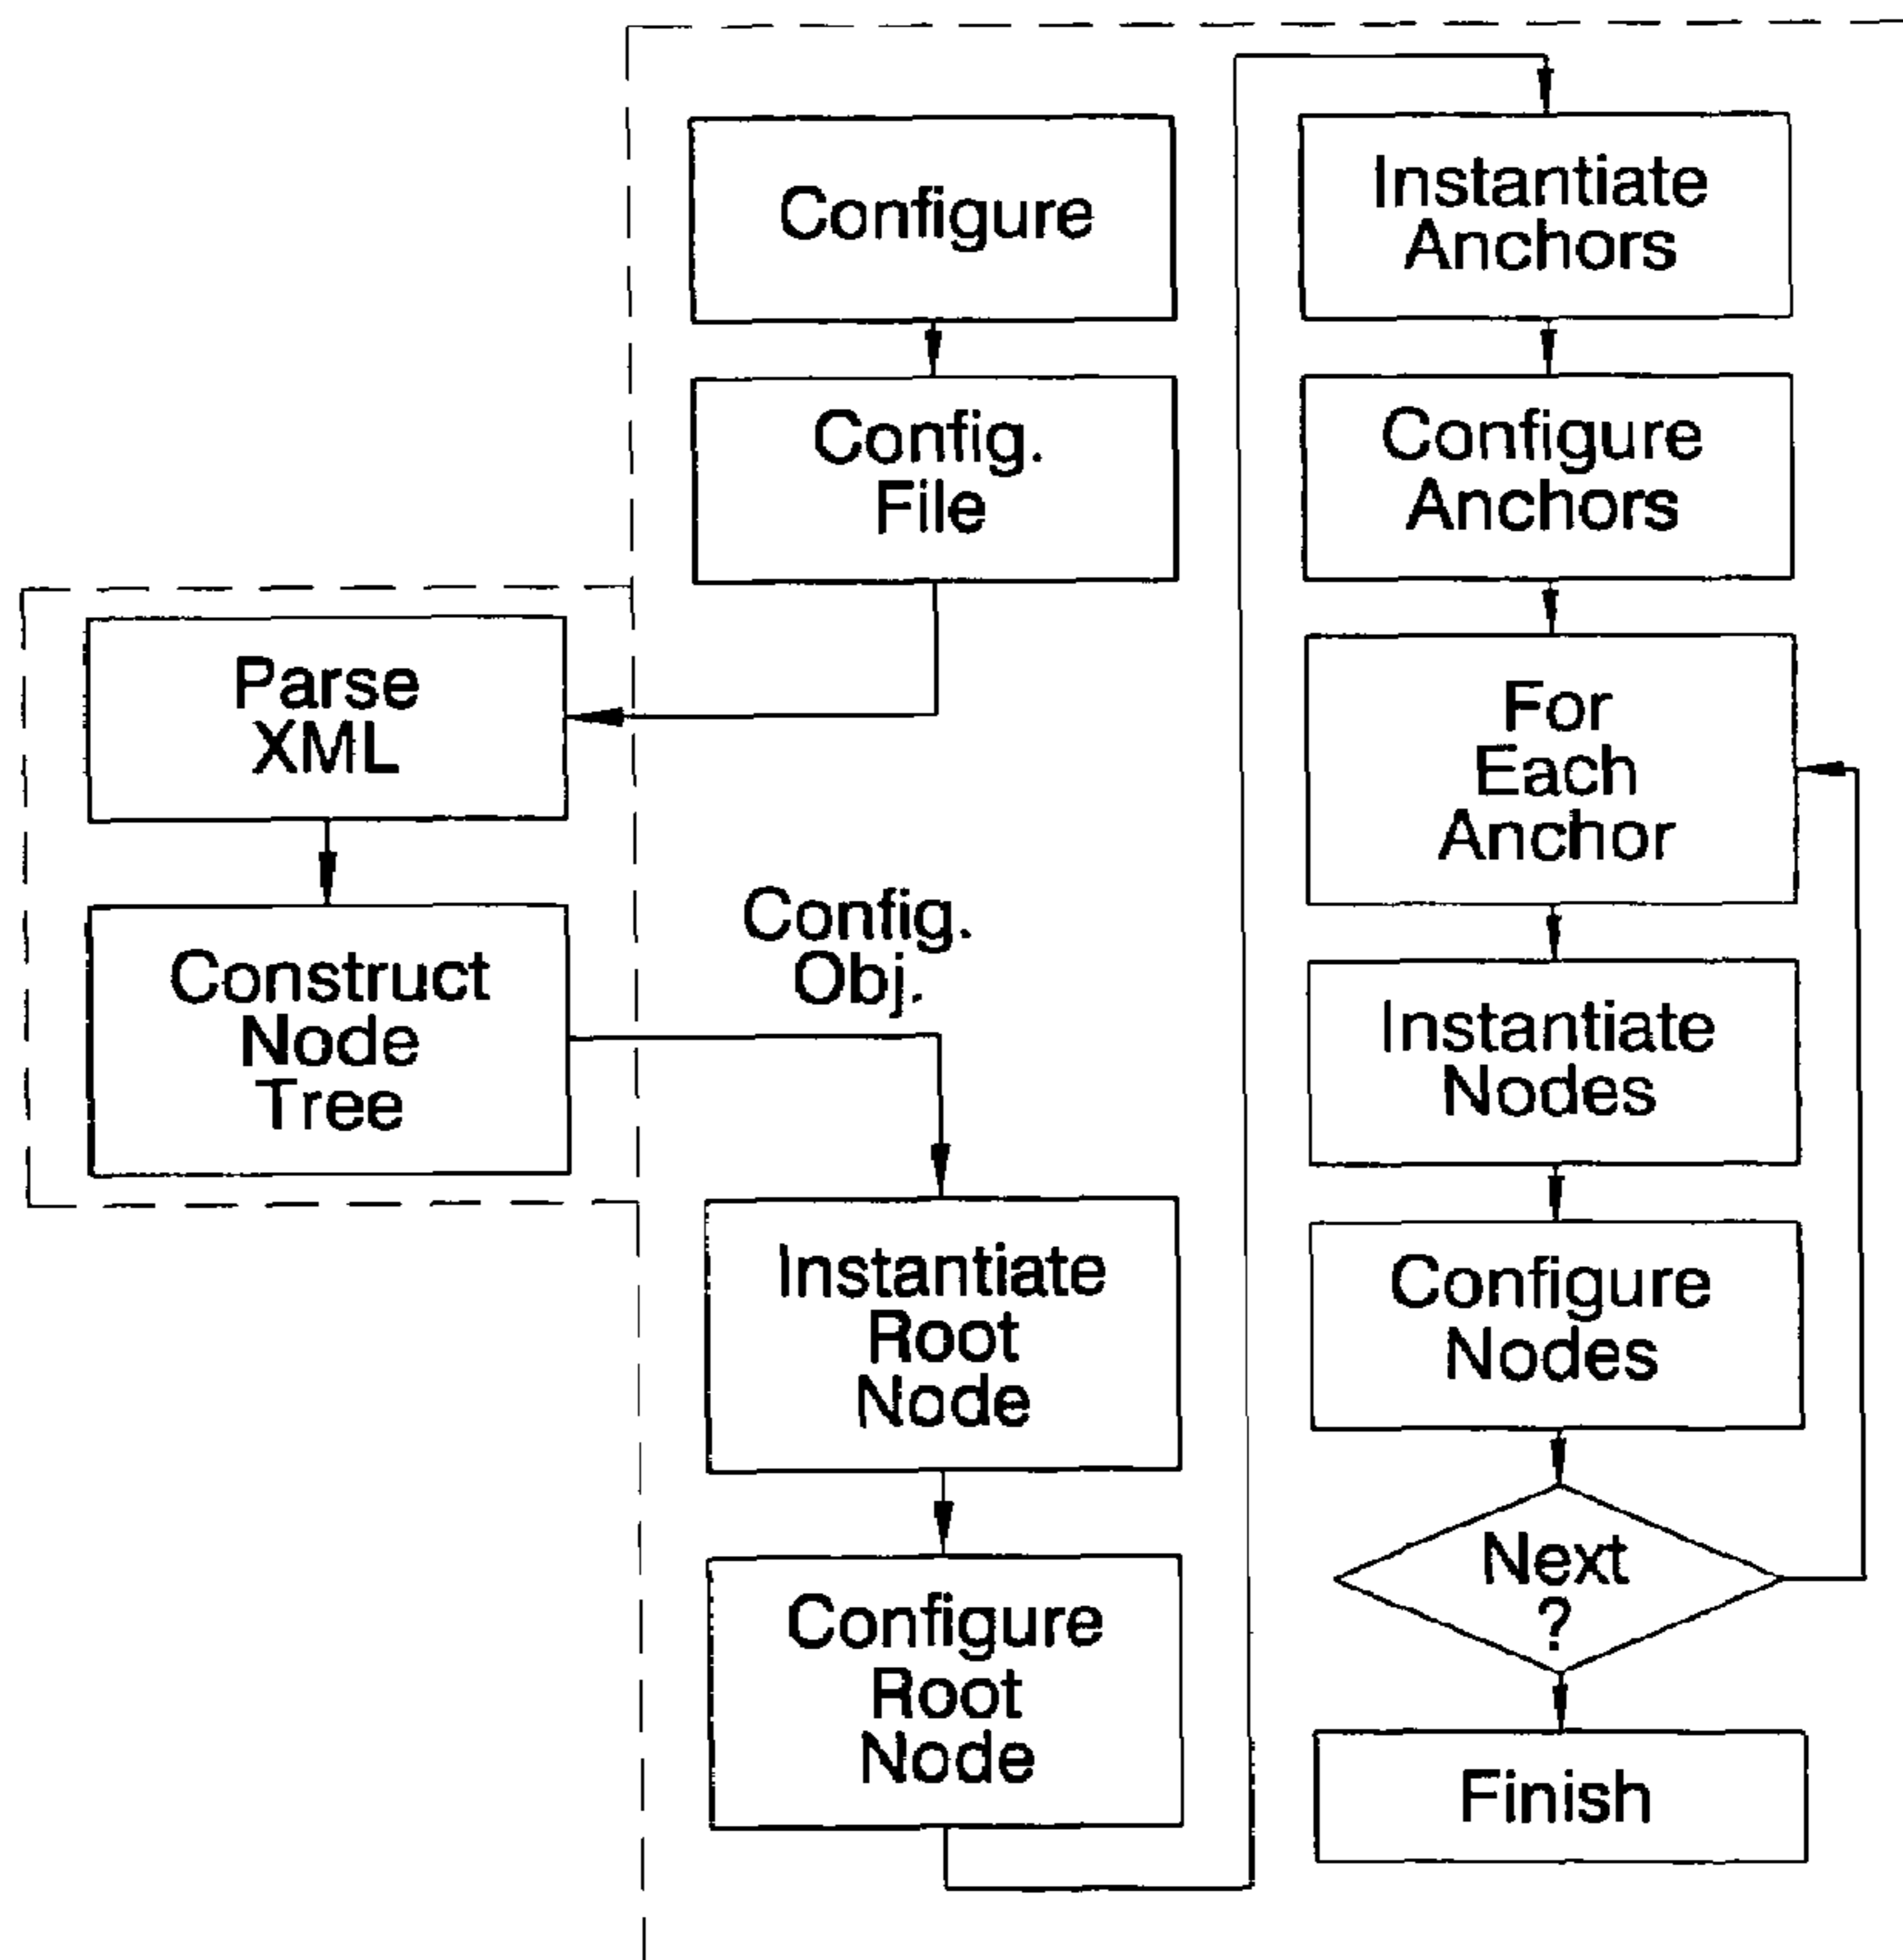 Configure
Config.
File
Parse
XML
Construct
Node
Tree
Config.
Obj.
Instantiate
Root
Node
Configure
Root
Node
Instantiate
Anchors
Configure
Anchors
For
Each
Anchor
Instantiate
Nodes
Configure
Nodes
Next
?
Finish